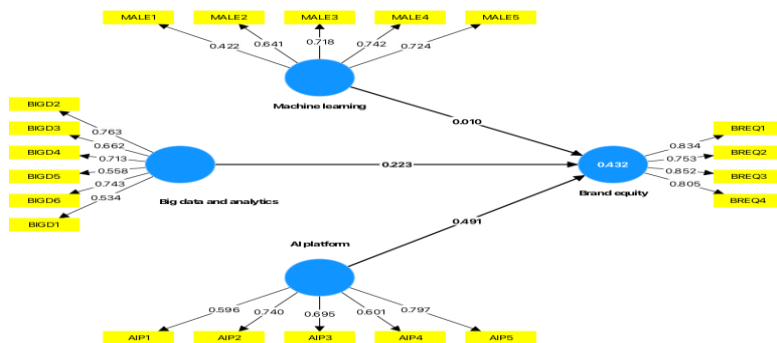 MALE1 MALE2 MALE3 MALE4 MALE5
0.422 0.641 0.718 0.742 0.724
Machine learning
BIGD2
BIGD3
BIGD4
BIGD5
BIGD6
BIGD1
0.763
0.662
0.713
0.558
0.743
0.534
Big data and analytics
0.010
0.223
0.491
0.432
Brand equity
0.834
0.753
0.852
0.805
BREQ1
BREQ2
BREQ3
BREQ4
AI platform
0.596 0.740 0.695 0.601 0.797
AIP1 AIP2 AIP3 AIP4 AIP5